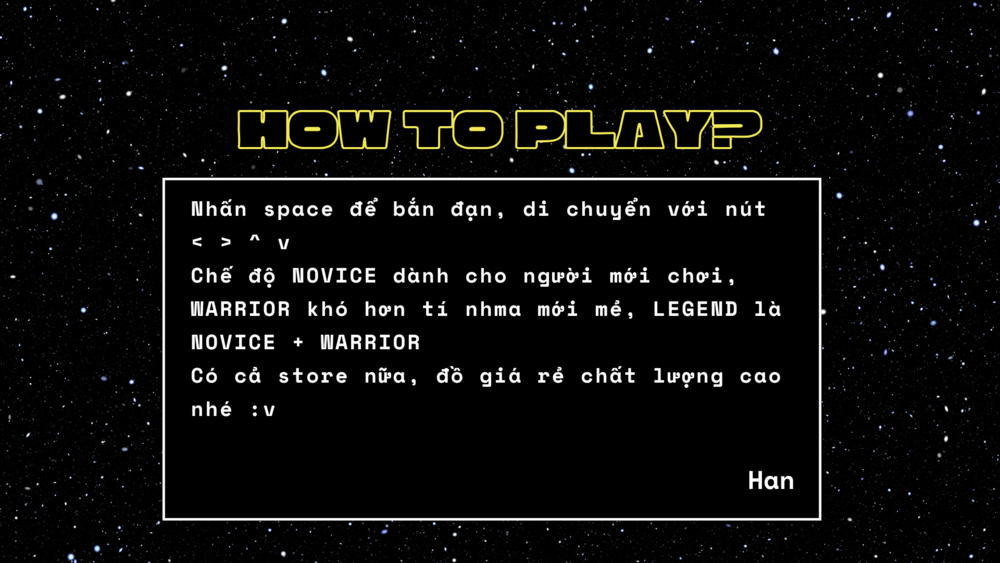 HOW TO PLAY?
Nhấn space để bắn đạn, di chuyển với nút
< > ^ v
Chế độ NOVICE dành cho người mới chơi,
WARRIOR khó hơn tí nhma mới mẻ, LEGEND là
NOVICE + WARRIOR
Có cả store nữa, đồ giá rẻ chất lượng cao
nhé :v
Han